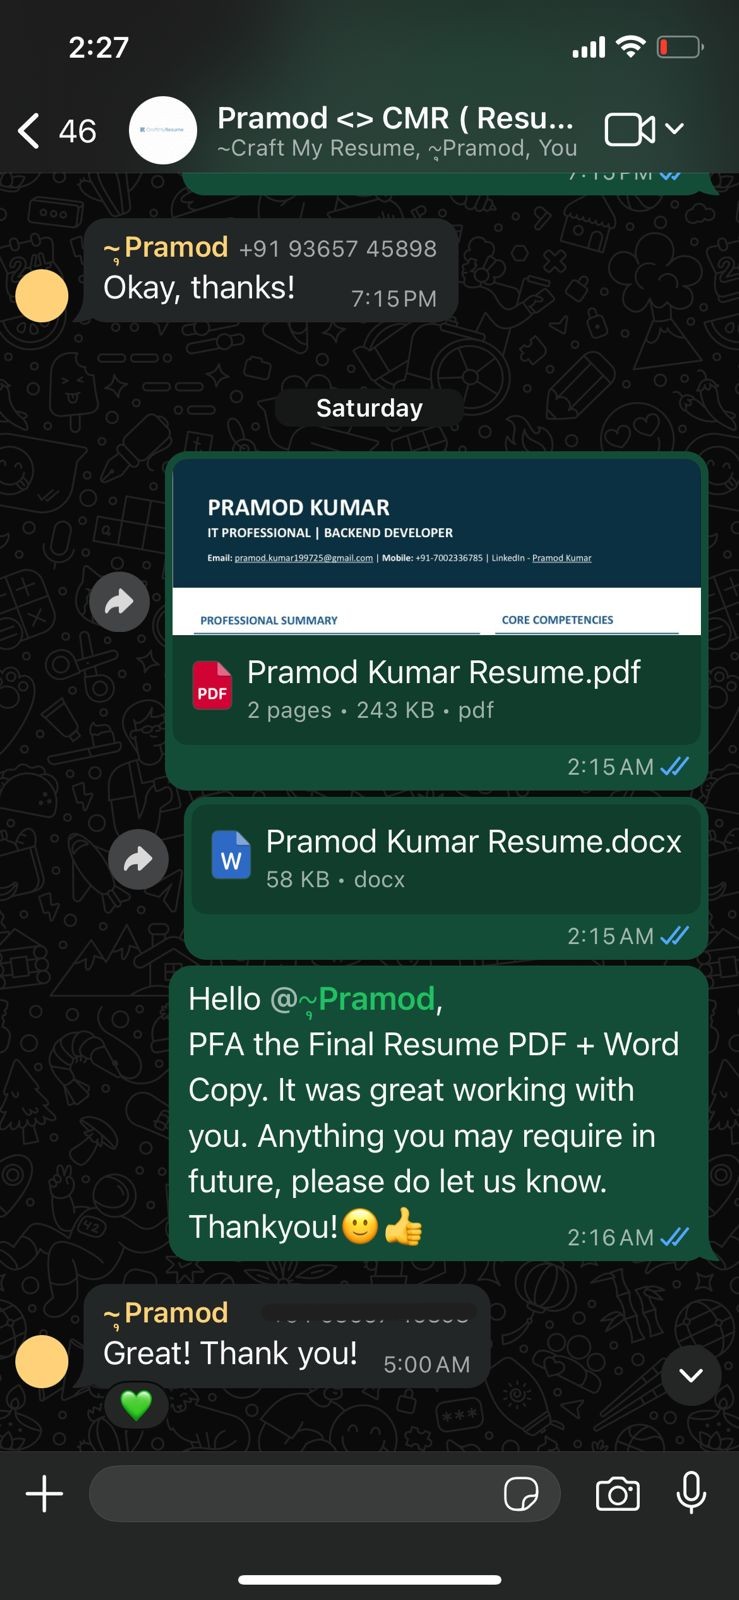 2:27
46
Pramod <> CMR ( Resu...
~Craft My Resume, ~Pramod, You
7:15 PM
~Pramod +91 93657 45898
Okay, thanks!
7:15 PM
Saturday
PRAMOD KUMAR
IT PROFESSIONAL | BACKEND DEVELOPER
Email: pramod.kumar199725@gmail.com | Mobile: +91-7002336785 | LinkedIn - Pramod Kumar
PROFESSIONAL SUMMARY
CORE COMPETENCIES
PDF
Pramod Kumar Resume.pdf
2 pages • 243 KB • pdf
2:15 AM
W
Pramod Kumar Resume.docx
58 KB • docx
2:15 AM
Hello @~Pramod,
PFA the Final Resume PDF + Word
Copy. It was great working with
you. Anything you may require in
future, please do let us know.
Thankyou!🙂👍
2:16 AM
~Pramod
Great! Thank you!
5:00 AM